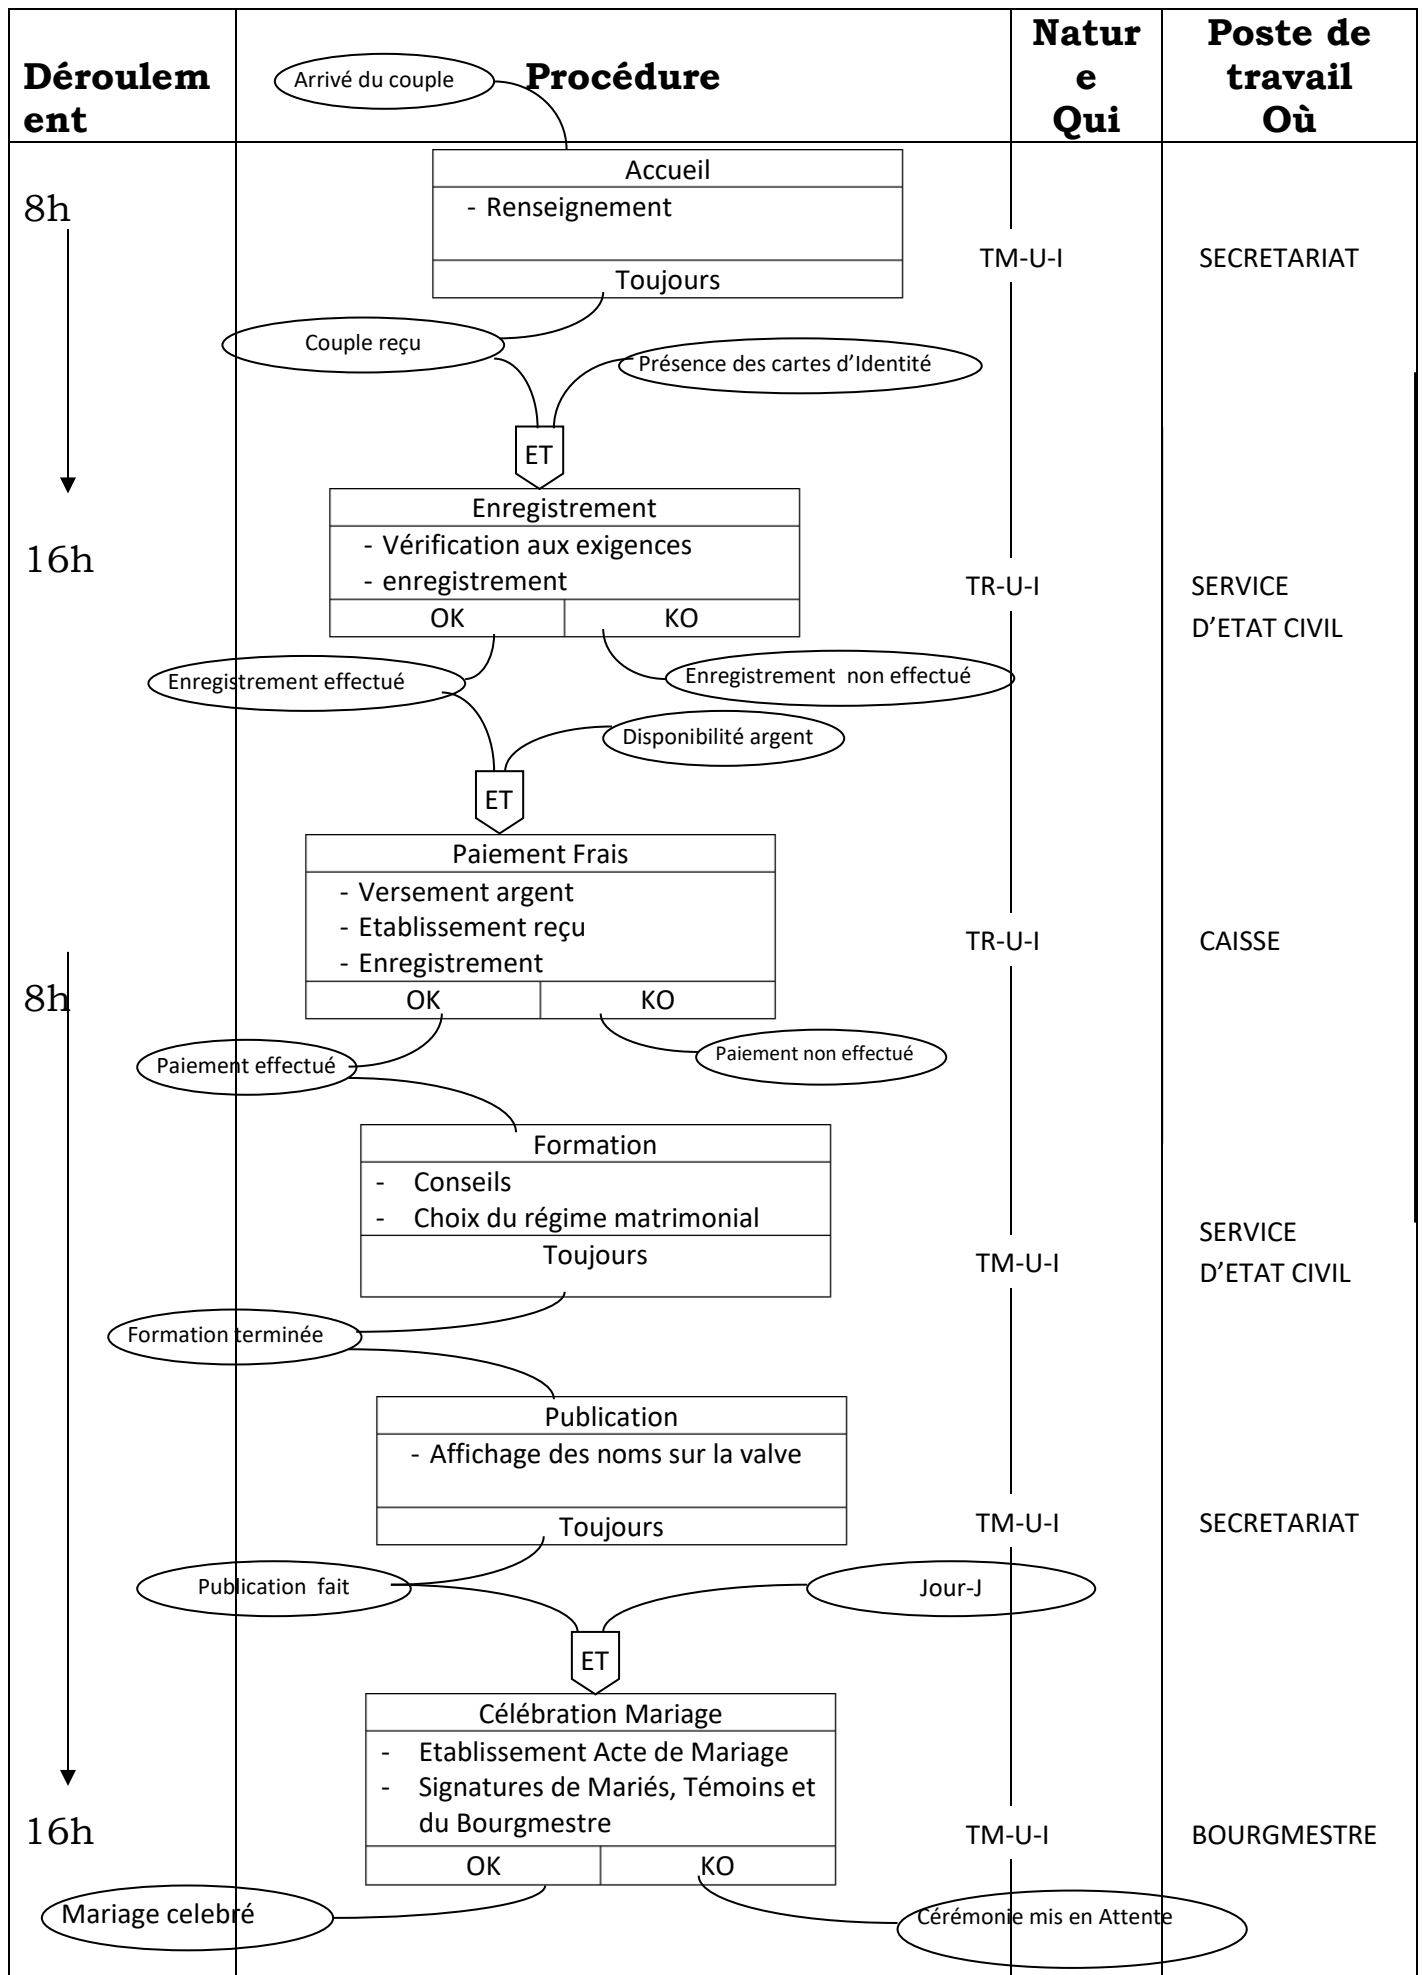 Déroulem
ent
Arrivé du couple
Procédure
Natur
e
Qui
Poste de
travail
Où
Accueil
8h
- Renseignement
TM-U-I
SECRETARIAT
Toujours
Couple reçu
Présence des cartes d’Identité
ET
Enregistrement
- Vérification aux exigences
16h
- enregistrement
TR-U-I
SERVICE
D’ETAT CIVIL
OK
KO
Enregistrement effectué
Enregistrement non effectué
Disponibilité argent
ET
Paiement Frais
- Versement argent
- Etablissement reçu
- Enregistrement
TR-U-I
CAISSE
8h
OK
KO
Paiement effectué
Paiement non effectué
Formation
- Conseils
- Choix du régime matrimonial
Toujours
TM-U-I
SERVICE
D’ETAT CIVIL
Formation terminée
Publication
- Affichage des noms sur la valve
Toujours
TM-U-I
SECRETARIAT
Publication fait
Jour-J
ET
Célébration Mariage
- Etablissement Acte de Mariage
- Signatures de Mariés, Témoins et
du Bourgmestre
16h
TM-U-I
BOURGMESTRE
OK
KO
Mariage celebré
Cérémonie mis en Attente